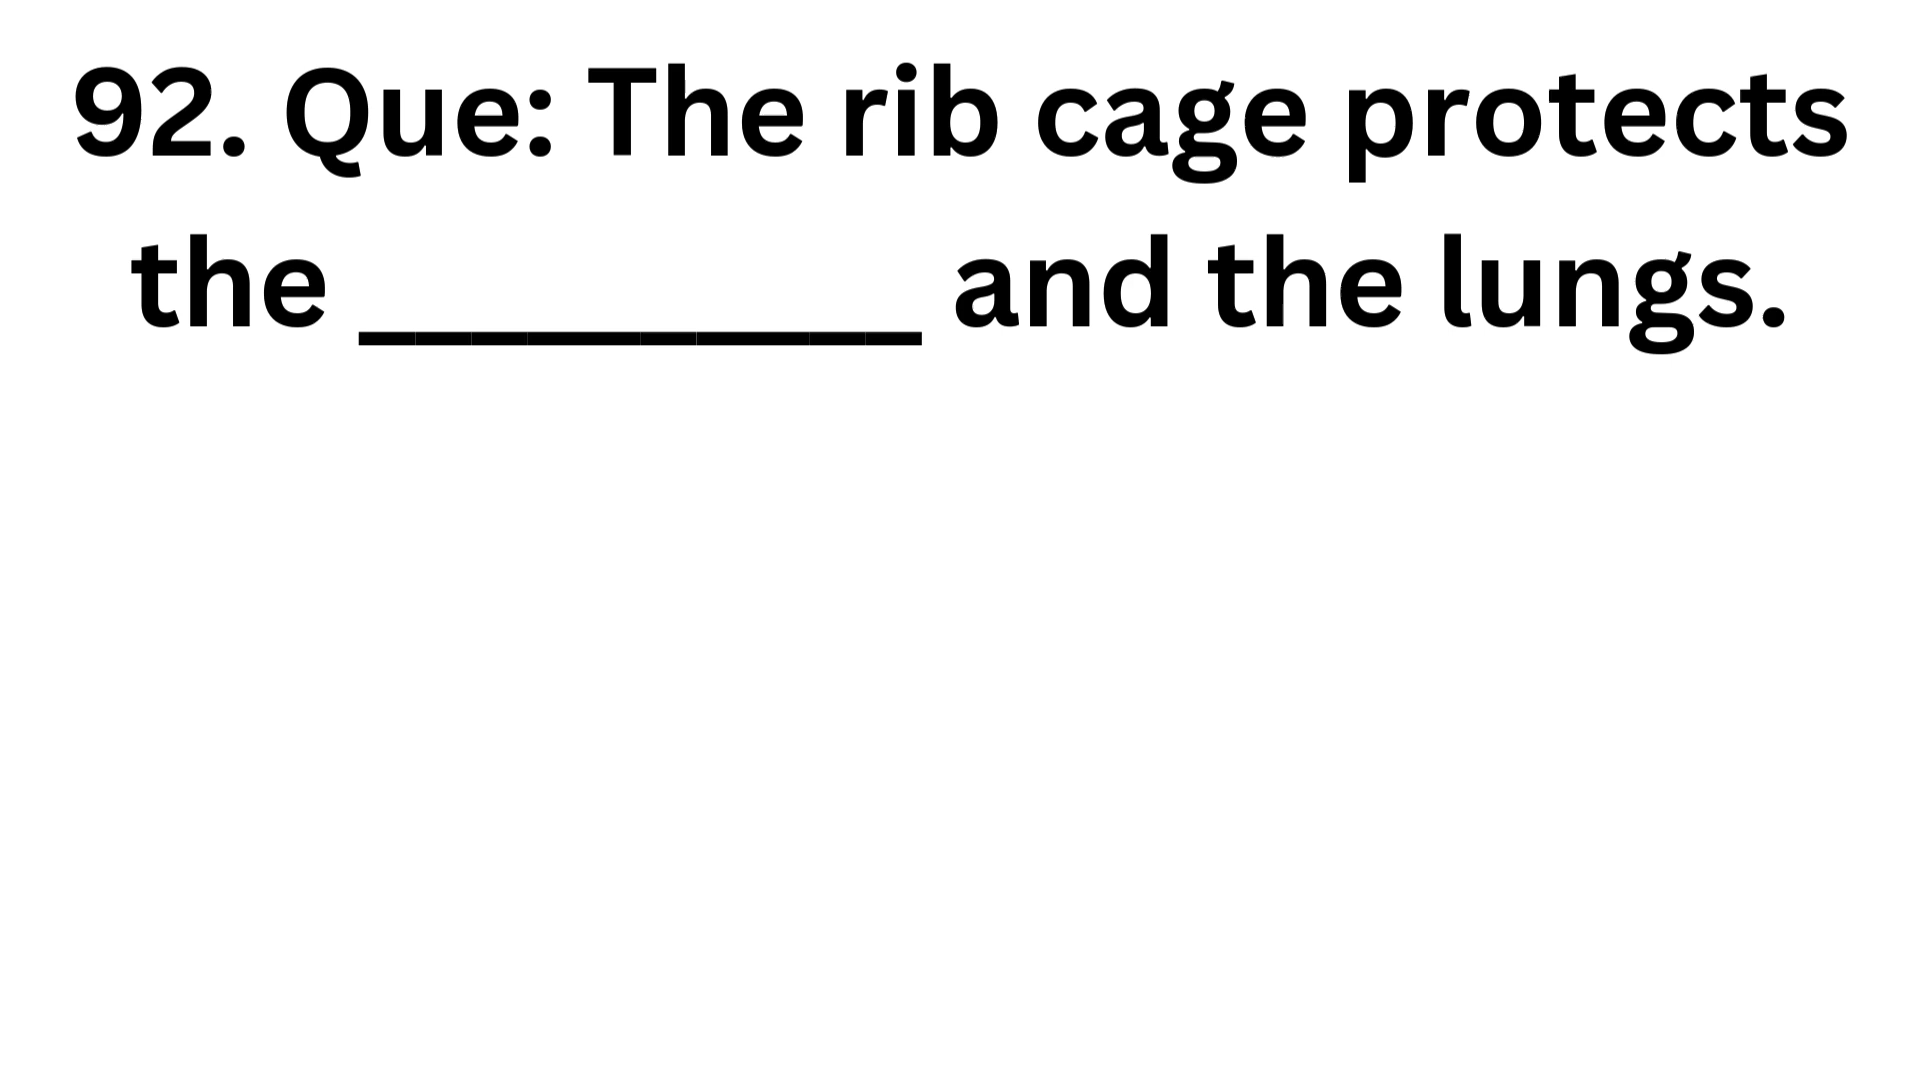 92. Que: The rib cage protects
the __________ and the lungs.